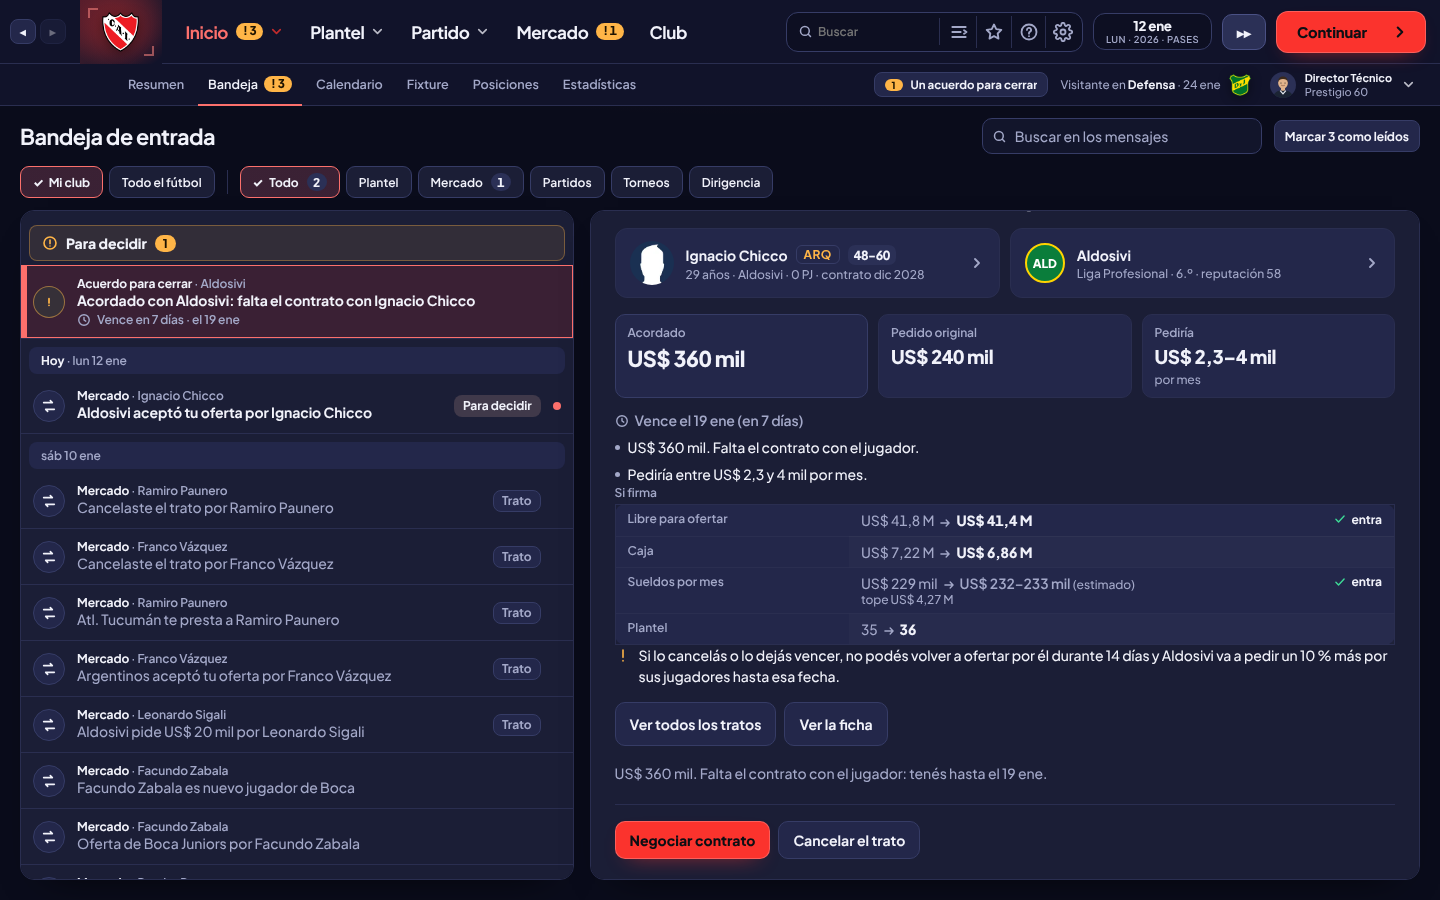 Inicio !3
Plantel
Partido
Mercado !1
Club
Buscar
12 ene
LUN · 2026 · PASES
Continuar
Resumen
Bandeja !3
Calendario
Fixture
Posiciones
Estadísticas
1 Un acuerdo para cerrar
Visitante en Defensa · 24 ene
Director Técnico
Prestigio 60
Bandeja de entrada
Buscar en los mensajes
Marcar 3 como leídos
Mi club
Todo el fútbol
Todo 2
Plantel
Mercado 1
Partidos
Torneos
Dirigencia
Para decidir 1
Acuerdo para cerrar · Aldosivi
Acordado con Aldosivi: falta el contrato con Ignacio Chicco
Vence en 7 días · el 19 ene
Hoy · lun 12 ene
Mercado · Ignacio Chicco
Aldosivi aceptó tu oferta por Ignacio Chicco
Para decidir
sáb 10 ene
Mercado · Ramiro Paunero
Cancelaste el trato por Ramiro Paunero
Trato
Mercado · Franco Vázquez
Cancelaste el trato por Franco Vázquez
Trato
Mercado · Ramiro Paunero
Atl. Tucumán te presta a Ramiro Paunero
Trato
Mercado · Franco Vázquez
Argentinos aceptó tu oferta por Franco Vázquez
Trato
Mercado · Leonardo Sigali
Aldosivi pide US$ 20 mil por Leonardo Sigali
Trato
Mercado · Facundo Zabala
Facundo Zabala es nuevo jugador de Boca
Mercado · Facundo Zabala
Oferta de Boca Juniors por Facundo Zabala
Ignacio Chicco ARQ 48–60
29 años · Aldosivi · 0 PJ · contrato dic 2028
ALD
Aldosivi
Liga Profesional · 6.º · reputación 58
Acordado
US$ 360 mil
Pedido original
US$ 240 mil
Pediría
US$ 2,3–4 mil
por mes
Vence el 19 ene (en 7 días)
• US$ 360 mil. Falta el contrato con el jugador.
• Pediría entre US$ 2,3 y 4 mil por mes.
Si firma
Libre para ofertar US$ 41,8 M → US$ 41,4 M ✓ entra
Caja US$ 7,22 M → US$ 6,86 M
Sueldos por mes US$ 229 mil → US$ 232–233 mil (estimado) ✓ entra
tope US$ 4,27 M
Plantel 35 → 36
! Si lo cancelás o lo dejás vencer, no podés volver a ofertar por él durante 14 días y Aldosivi va a pedir un 10 % más por
sus jugadores hasta esa fecha.
Ver todos los tratos
Ver la ficha
US$ 360 mil. Falta el contrato con el jugador: tenés hasta el 19 ene.
Negociar contrato
Cancelar el trato